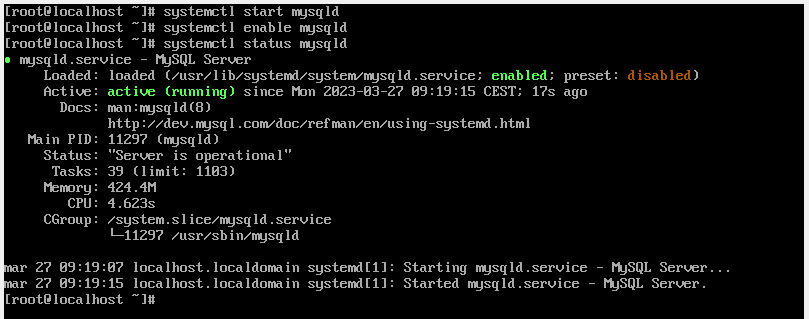 [root@localhost ~]# systemctl start mysqld
[root@localhost ~]# systemctl enable mysqld
[root@localhost ~]# systemctl status mysqld
● mysqld.service - MySQL Server
     Loaded: loaded (/usr/lib/systemd/system/mysqld.service; enabled; preset: disabled)
     Active: active (running) since Mon 2023-03-27 09:19:15 CEST; 17s ago
       Docs: man:mysqld(8)
             http://dev.mysql.com/doc/refman/en/using-systemd.html
   Main PID: 11297 (mysqld)
     Status: "Server is operational"
      Tasks: 39 (limit: 1103)
     Memory: 424.4M
        CPU: 4.623s
     CGroup: /system.slice/mysqld.service
             └─11297 /usr/sbin/mysqld

mar 27 09:19:07 localhost.localdomain systemd[1]: Starting mysqld.service - MySQL Server...
mar 27 09:19:15 localhost.localdomain systemd[1]: Started mysqld.service - MySQL Server.
[root@localhost ~]#